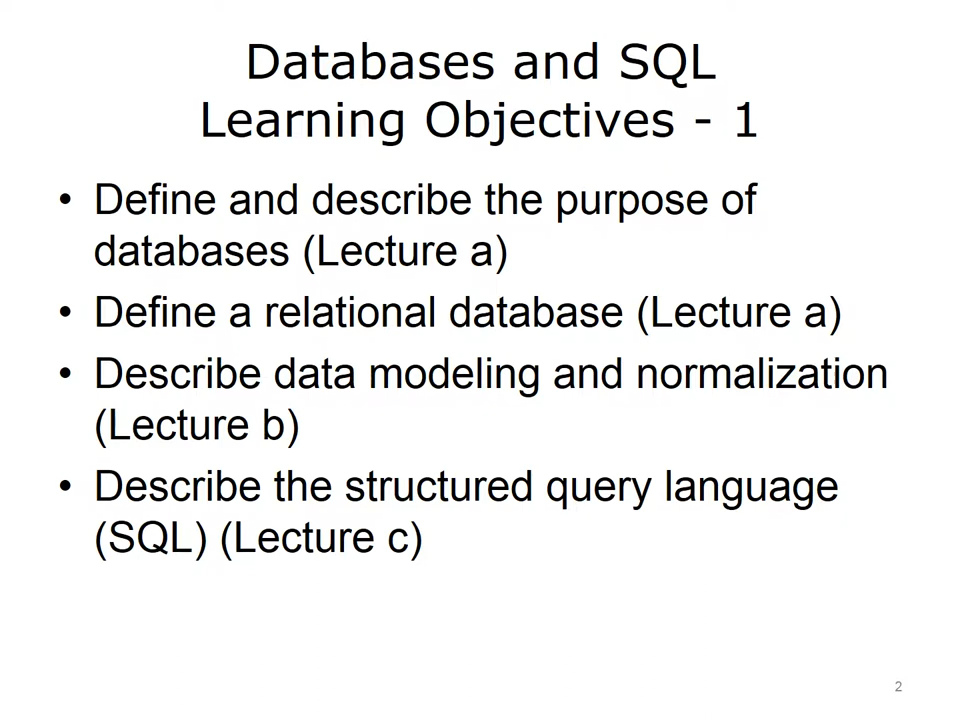 Databases and SQL
Learning Objectives - 1
• Define and describe the purpose of
databases (Lecture a)
• Define a relational database (Lecture a)
• Describe data modeling and normalization
(Lecture b)
• Describe the structured query language
(SQL) (Lecture c)
2